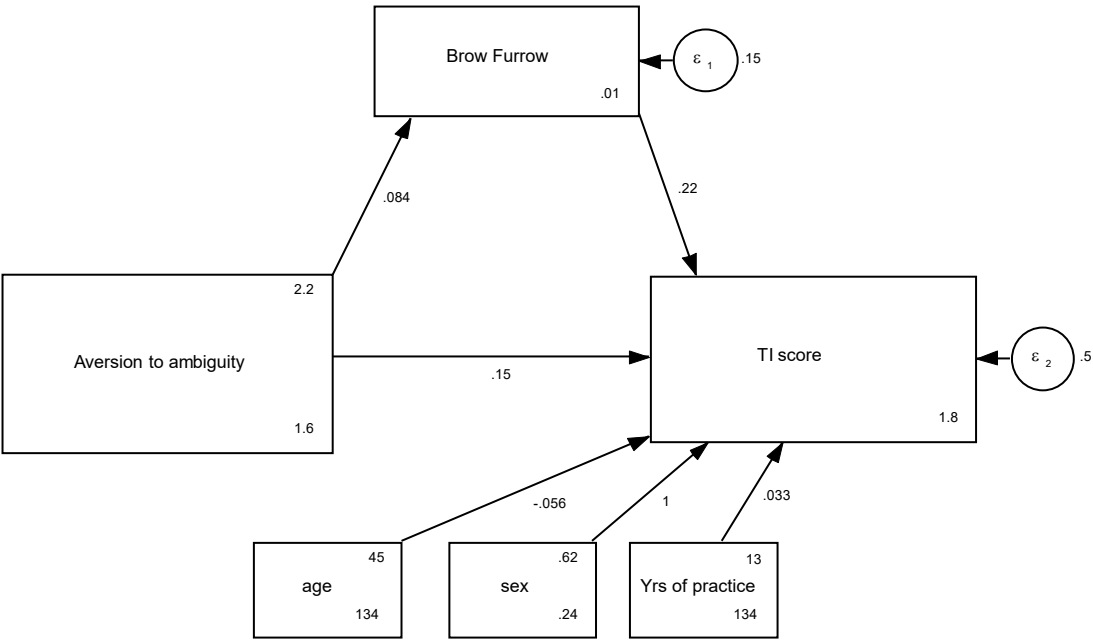 Brow Furrow
.01
ε 1
.15
.084
.22
2.2
Aversion to ambiguity
1.6
.15
TI score
1.8
ε 2
.5
-.056
1
.033
45
age
134
.62
sex
.24
13
Yrs of practice
134